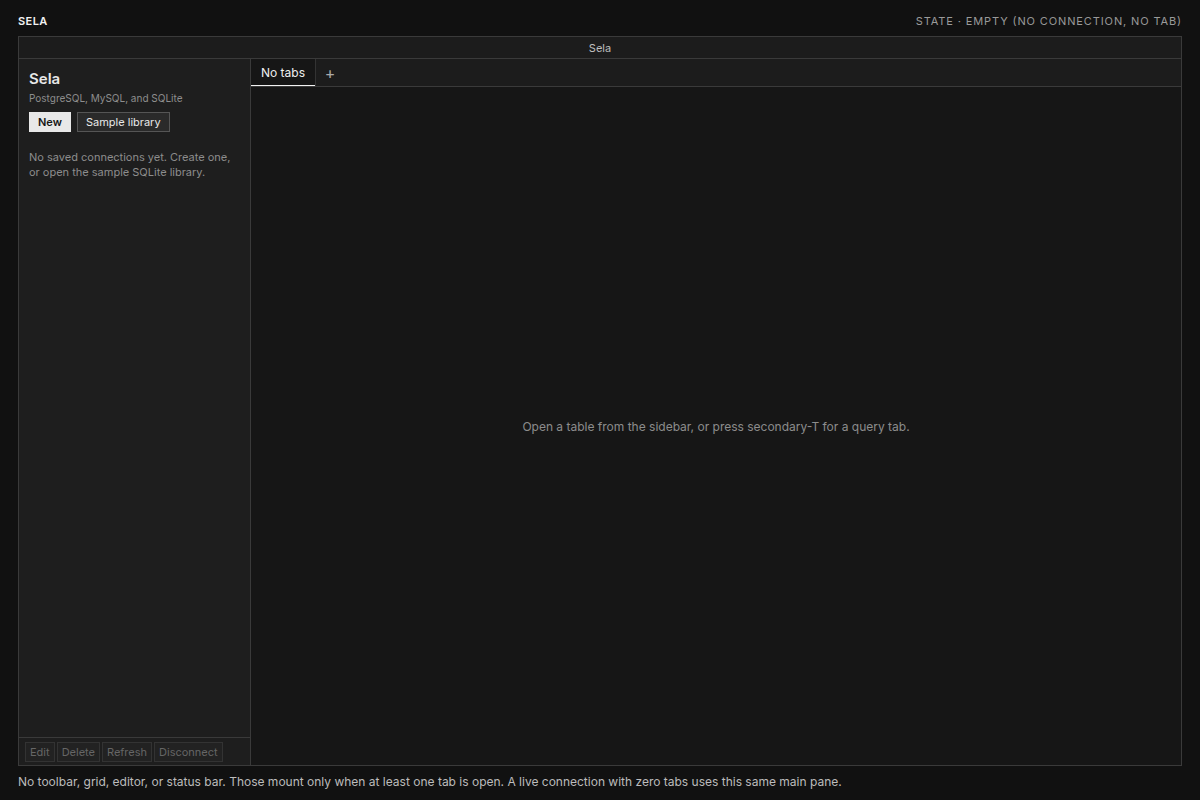 SELA
STATE · EMPTY (NO CONNECTION, NO TAB)
Sela
Sela
PostgreSQL, MySQL, and SQLite
New
Sample library
No saved connections yet. Create one,
or open the sample SQLite library.
No tabs
+
Open a table from the sidebar, or press secondary-T for a query tab.
Edit
Delete
Refresh
Disconnect
No toolbar, grid, editor, or status bar. Those mount only when at least one tab is open. A live connection with zero tabs uses this same main pane.